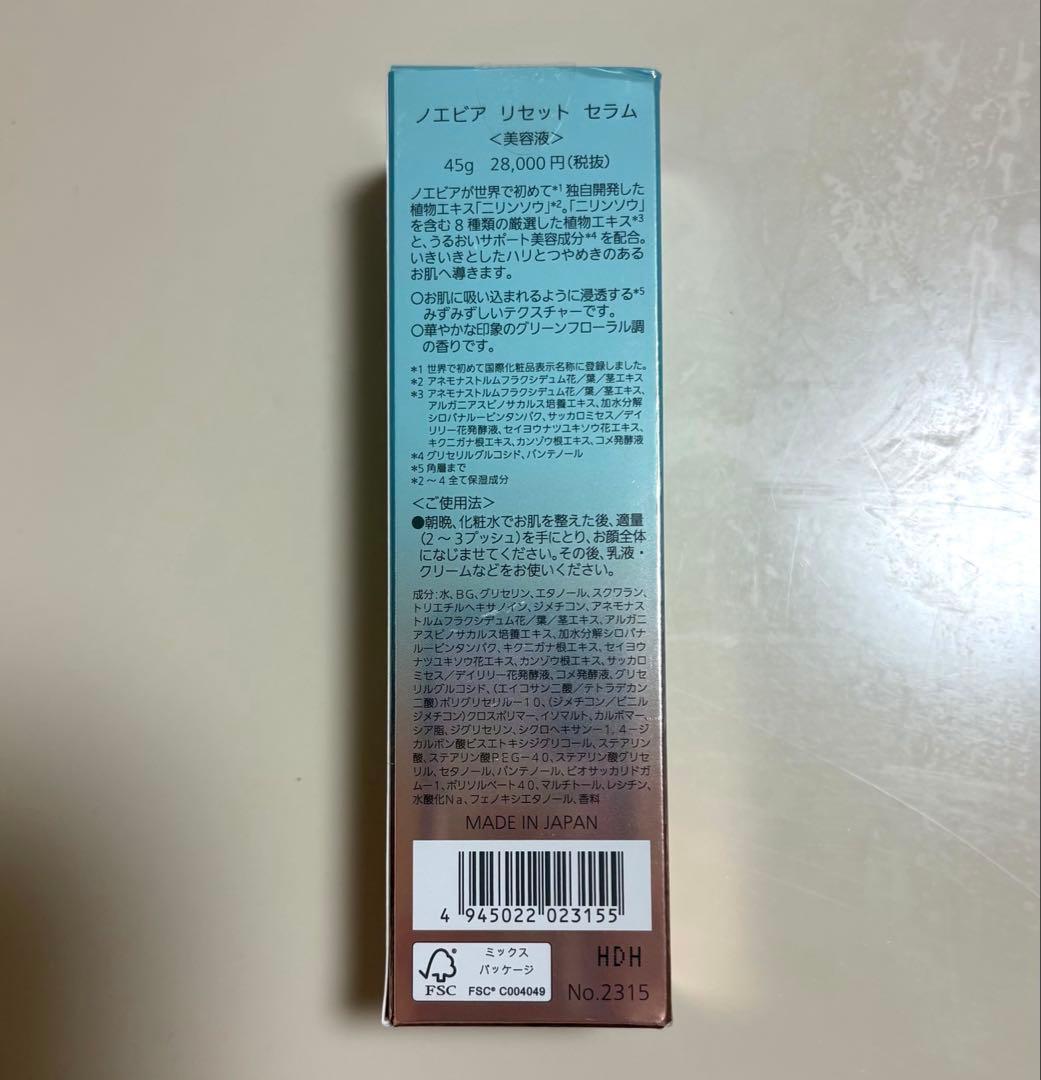 ノエビア リセット セラム
＜美容液＞
45g 28,000円(税抜)
ノエビアが世界で初めて*1独自開発した
植物エキス「ニリンソウ」*2。「ニリンソウ」
を含む8種類の厳選した植物エキス*3
と、うるおいサポート美容成分*4を配合。
いきいきとしたハリとつやめきのある
お肌へ導きます。
○お肌に吸い込まれるように浸透する*5
みずみずしいテクスチャーです。
○華やかな印象のグリーンフローラル調
の香りです。
*1 世界で初めて国際化粧品表示名称に登録しました。
*2 アネモナストルムフラクシデュム花／葉／茎エキス
*3 アネモナストルムフラクシデュム花／葉／茎エキス、
アルガニアスピノサカルス培養エキス、加水分解
シロバナルーピンタンパク、サッカロミセス／デイ
リリー花発酵液、セイヨウナツユキソウ花エキス、
キクニガナ根エキス、カンゾウ根エキス、コメ発酵液
*4 グリセリルグルコシド、パンテノール
*5 角層まで
*2～4 全て保湿成分
＜ご使用法＞
●朝晩、化粧水でお肌を整えた後、適量
（2～3プッシュ）を手にとり、お顔全体
になじませてください。その後、乳液・
クリームなどをお使いください。
成分：水、BG、グリセリン、エタノール、スクワラン、
トリエチルヘキサノイン、ジメチコン、アネモナス
トルムフラクシデュム花／葉／茎エキス、アルガニ
アスピノサカルス培養エキス、加水分解シロバナ
ルーピンタンパク、キクニガナ根エキス、セイヨウ
ナツユキソウ花エキス、カンゾウ根エキス、サッカロ
ミセス／デイリリー花発酵液、コメ発酵液、グリセ
リルグルコシド、（エイコサン二酸／テトラデカン
二酸）ポリグリセリル－１０、（ジメチコン／ビニル
ジメチコン）クロスポリマー、イソマルト、カルボマー、
シア脂、ジグリセリン、シクロヘキサン－１，４－ジ
カルボン酸ビスエトキシジグリコール、ステアリン
酸、ステアリン酸ＰＥＧ－４０、ステアリン酸グリセ
リル、セタノール、パンテノール、ビオサッカリドガ
ム－１、ポリソルベート４０、マルチトール、レシチン、
水酸化Ｎａ、フェノキシエタノール、香料
MADE IN JAPAN
4 945022 023155
ミックス
パッケージ
FSC
FSC® C004049
HDH
No.2315